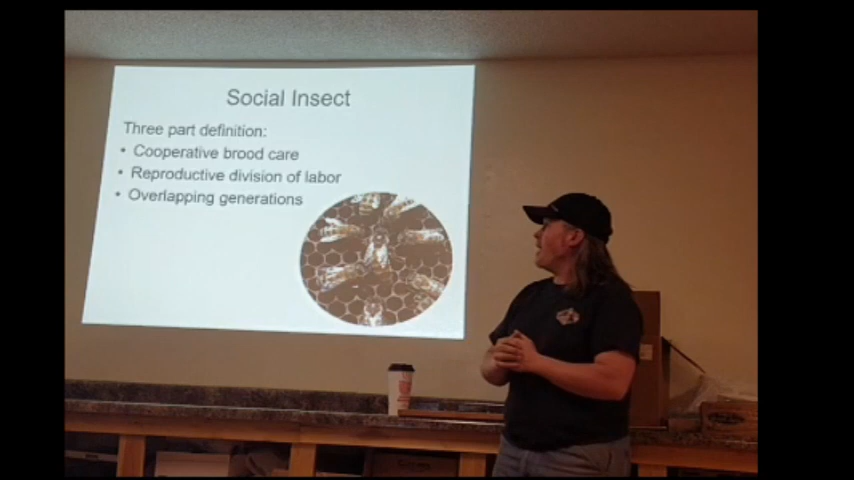 Social Insect
Three part definition:
• Cooperative brood care
• Reproductive division of labor
• Overlapping generations